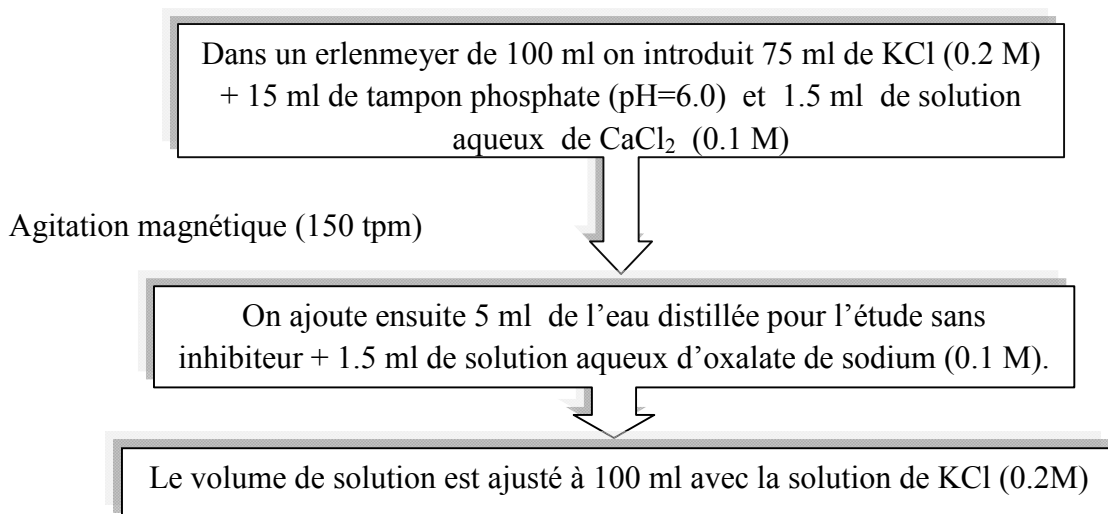 Dans un erlenmeyer de 100 ml on introduit 75 ml de KCl (0.2 M)
+ 15 ml de tampon phosphate (pH=6.0) et 1.5 ml de solution
aqueux de CaCl₂ (0.1 M)
Agitation magnétique (150 tpm)
On ajoute ensuite 5 ml de l’eau distillée pour l’étude sans
inhibiteur + 1.5 ml de solution aqueux d’oxalate de sodium (0.1 M).
Le volume de solution est ajusté à 100 ml avec la solution de KCl (0.2M)